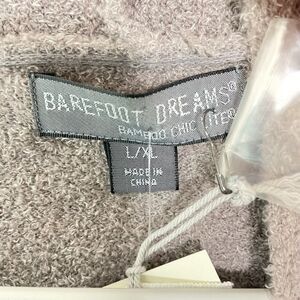 BAREFOOT DREAMS®
BAMBOO CHIC LITE®
L/XL
MADE IN
CHINA